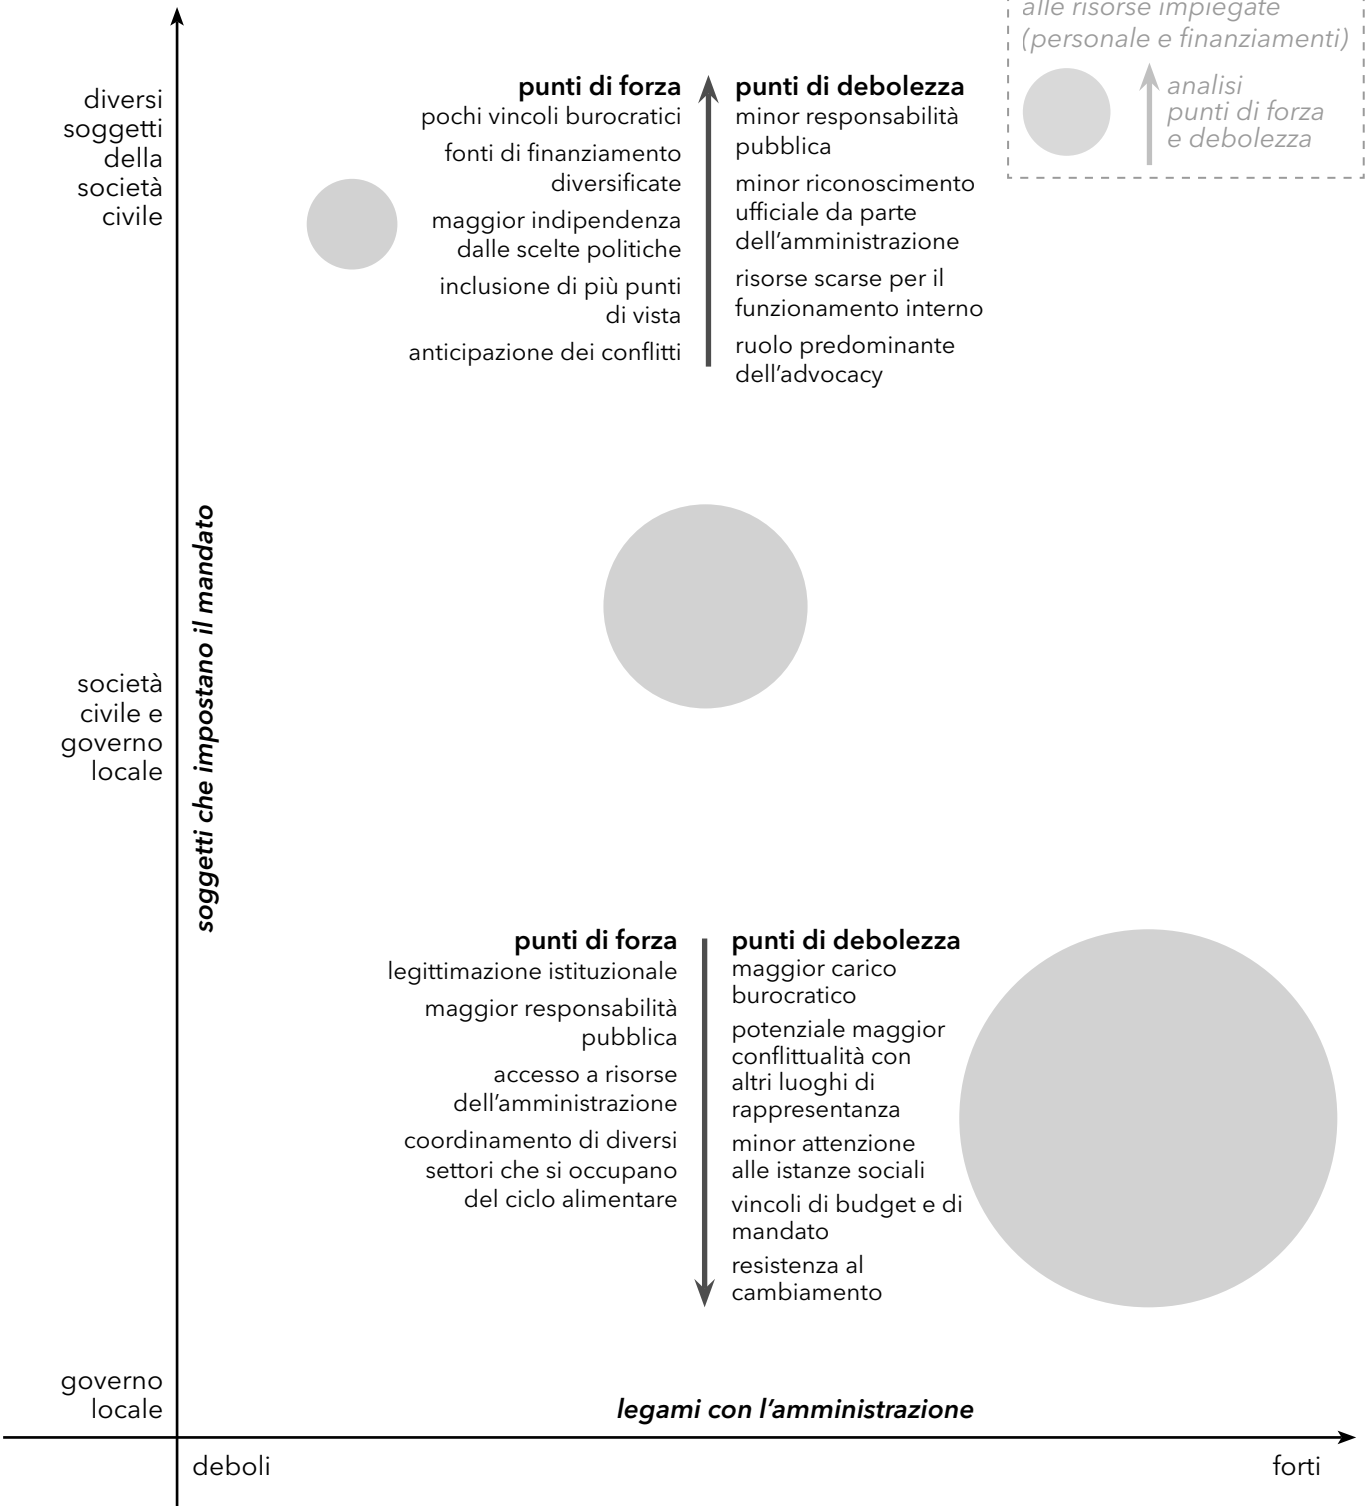 alle risorse impiegate
(personale e finanziamenti)
analisi
punti di forza
e debolezza
diversi
soggetti
della
società
civile
punti di forza
pochi vincoli burocratici
fonti di finanziamento
diversificate
maggior indipendenza
dalle scelte politiche
inclusione di più punti
di vista
anticipazione dei conflitti
punti di debolezza
minor responsabilità
pubblica
minor riconoscimento
ufficiale da parte
dell’amministrazione
risorse scarse per il
funzionamento interno
ruolo predominante
dell’advocacy
soggetti che impostano il mandato
società
civile e
governo
locale
punti di forza
legittimazione istituzionale
maggior responsabilità
pubblica
accesso a risorse
dell’amministrazione
coordinamento di diversi
settori che si occupano
del ciclo alimentare
punti di debolezza
maggior carico
burocratico
potenziale maggior
conflittualità con
altri luoghi di
rappresentanza
minor attenzione
alle istanze sociali
vincoli di budget e di
mandato
resistenza al
cambiamento
governo
locale
legami con l’amministrazione
deboli
forti